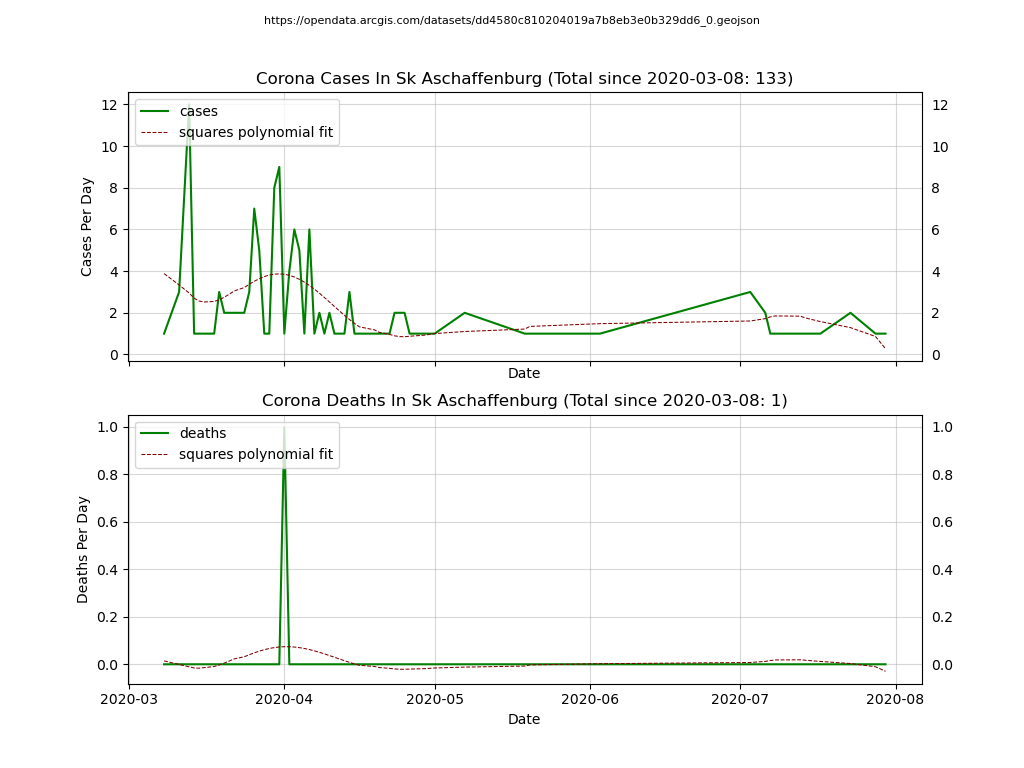 https://opendata.arcgis.com/datasets/dd4580c810204019a7b8eb3e0b329dd6_0.geojson
Corona Cases In Sk Aschaffenburg (Total since 2020-03-08: 133)
cases
squares polynomial fit
12 12
10 10
8 8
6 6
4 4
2 2
0 0
Cases Per Day
Date
Corona Deaths In Sk Aschaffenburg (Total since 2020-03-08: 1)
deaths
squares polynomial fit
1.0 1.0
0.8 0.8
0.6 0.6
0.4 0.4
0.2 0.2
0.0 0.0
Deaths Per Day
2020-03 2020-04 2020-05 2020-06 2020-07 2020-08
Date